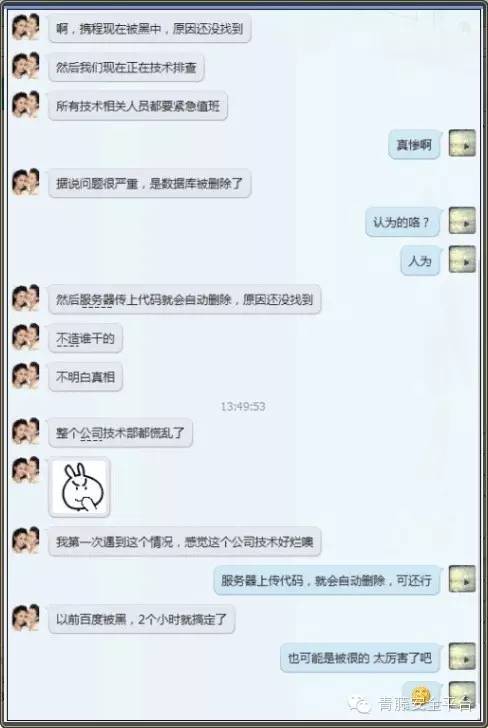 啊，携程现在被黑中，原因还没找到
然后我们现在正在技术排查
所有技术相关人员都要紧急值班
真惨啊
据说问题很严重，是数据库被删除了
认为的咯？
人为
然后服务器传上代码就会自动删除，原因还没找到
不造谁干的
不明白真相
13:49:53
整个公司技术部都慌乱了
我第一次遇到这个情况，感觉这个公司技术好烂噢
服务器上传代码，就会自动删除，可还行
以前百度被黑，2个小时就搞定了
也可能是被很的 太厉害了吧
青藤安全平台